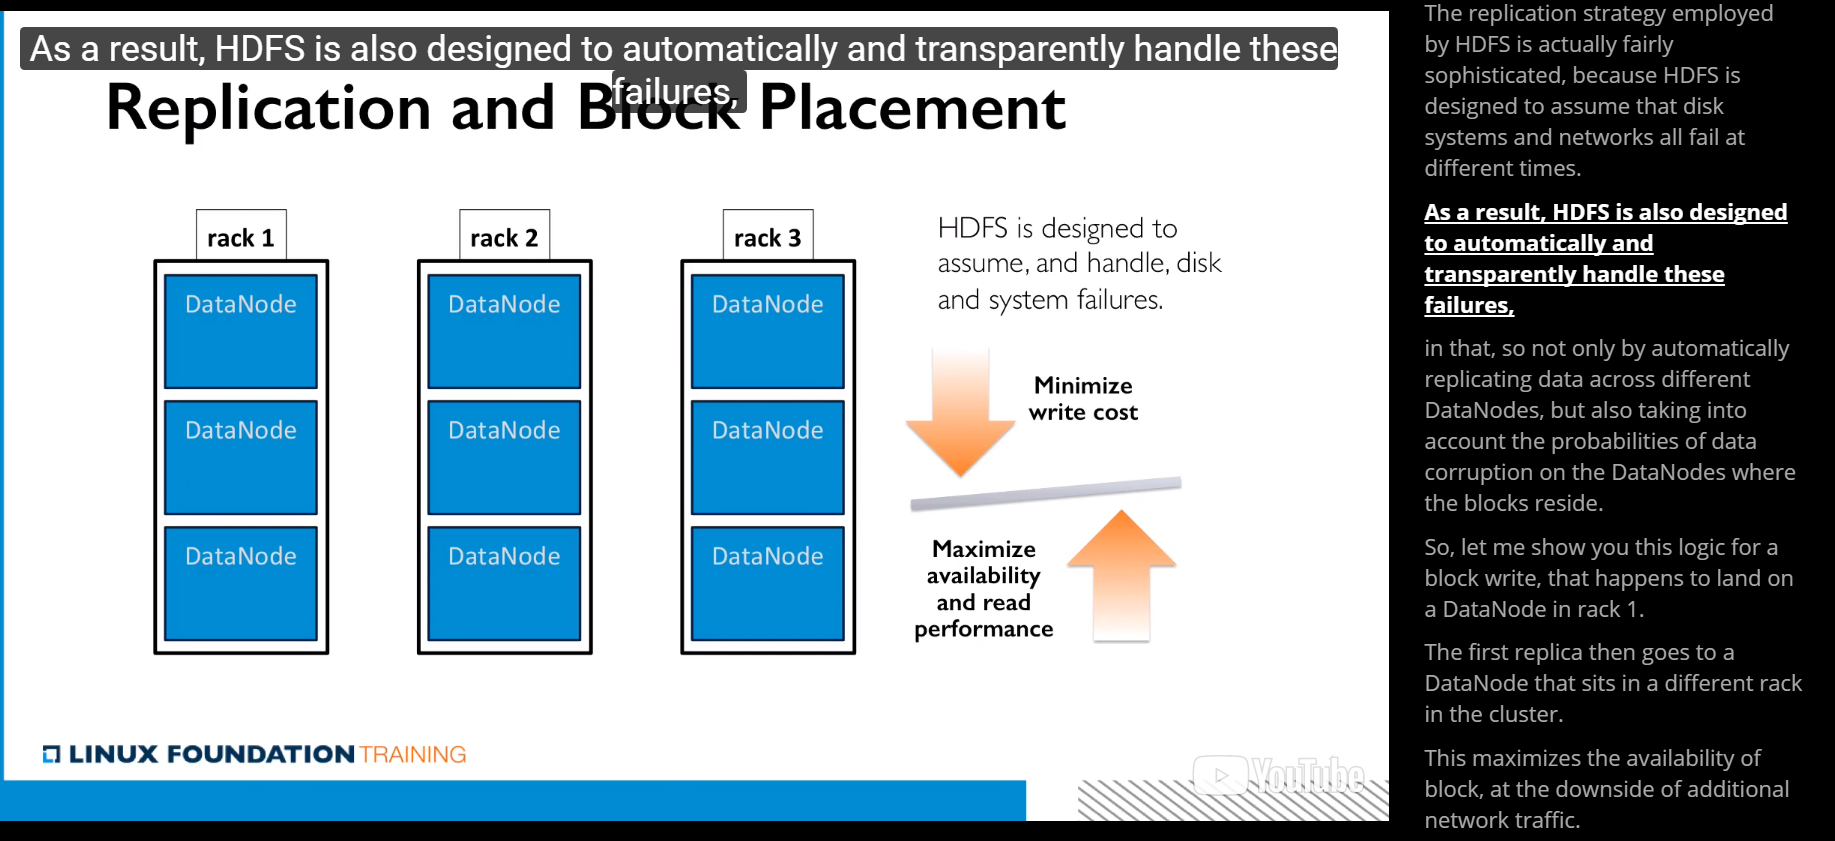 As a result, HDFS is also designed to automatically and transparently handle these
failures,
Replication and Block Placement
rack 1
DataNode
DataNode
DataNode
rack 2
DataNode
DataNode
DataNode
rack 3
DataNode
DataNode
DataNode
HDFS is designed to
assume, and handle, disk
and system failures.
Minimize
write cost
Maximize
availability
and read
performance
LINUX FOUNDATION TRAINING
YouTube
The replication strategy employed
by HDFS is actually fairly
sophisticated, because HDFS is
designed to assume that disk
systems and networks all fail at
different times.
As a result, HDFS is also designed
to automatically and
transparently handle these
failures,
in that, so not only by automatically
replicating data across different
DataNodes, but also taking into
account the probabilities of data
corruption on the DataNodes where
the blocks reside.
So, let me show you this logic for a
block write, that happens to land on
a DataNode in rack 1.
The first replica then goes to a
DataNode that sits in a different rack
in the cluster.
This maximizes the availability of
block, at the downside of additional
network traffic.